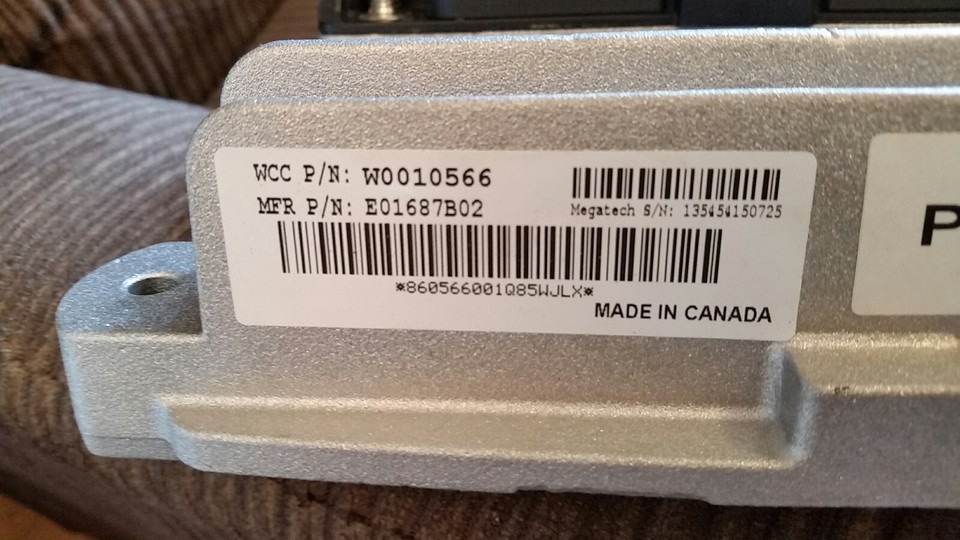 WCC P/N: W0010566
MFR P/N: E01687B02
Megatech S/N: 135454150725
*860566001Q85WJLX*
MADE IN CANADA
P